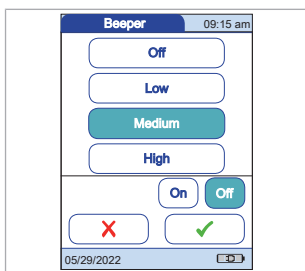 Beeper 09:15 am
Off
Low
Medium
High
On Off
05/29/2022